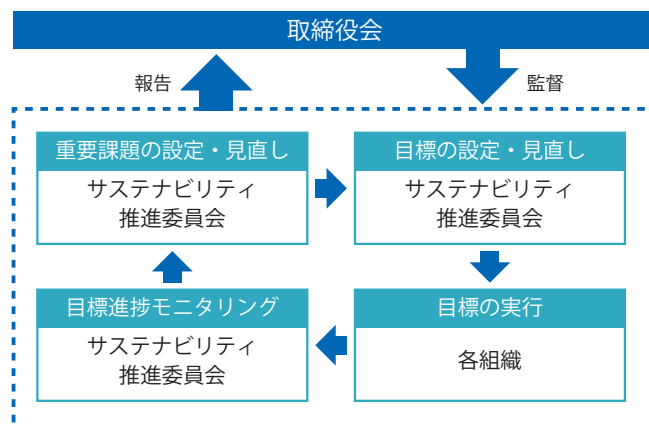 取締役会
報告
監督
重要課題の設定・見直し
サステナビリティ
推進委員会
目標の設定・見直し
サステナビリティ
推進委員会
目標進捗モニタリング
サステナビリティ
推進委員会
目標の実行
各組織